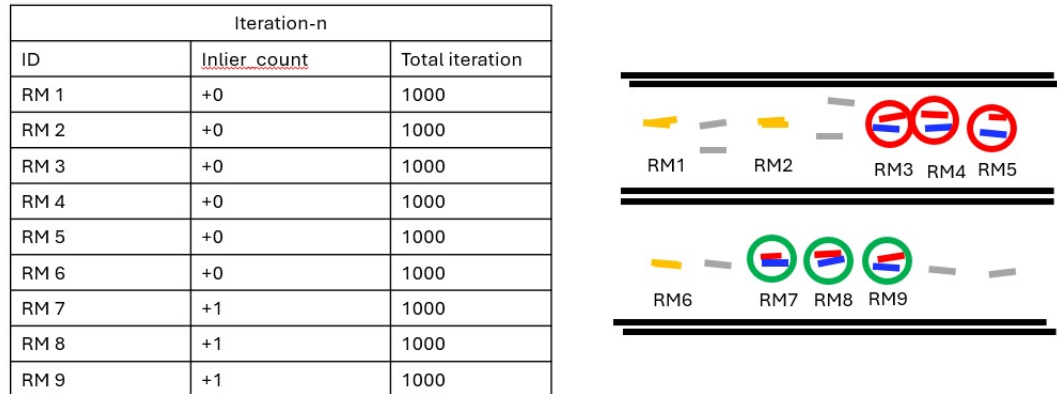 Iteration-n
ID Inlier_count Total iteration
RM 1 +0 1000
RM 2 +0 1000
RM 3 +0 1000
RM 4 +0 1000
RM 5 +0 1000
RM 6 +0 1000
RM 7 +1 1000
RM 8 +1 1000
RM 9 +1 1000
RM1 RM2 RM3 RM4 RM5
RM6 RM7 RM8 RM9